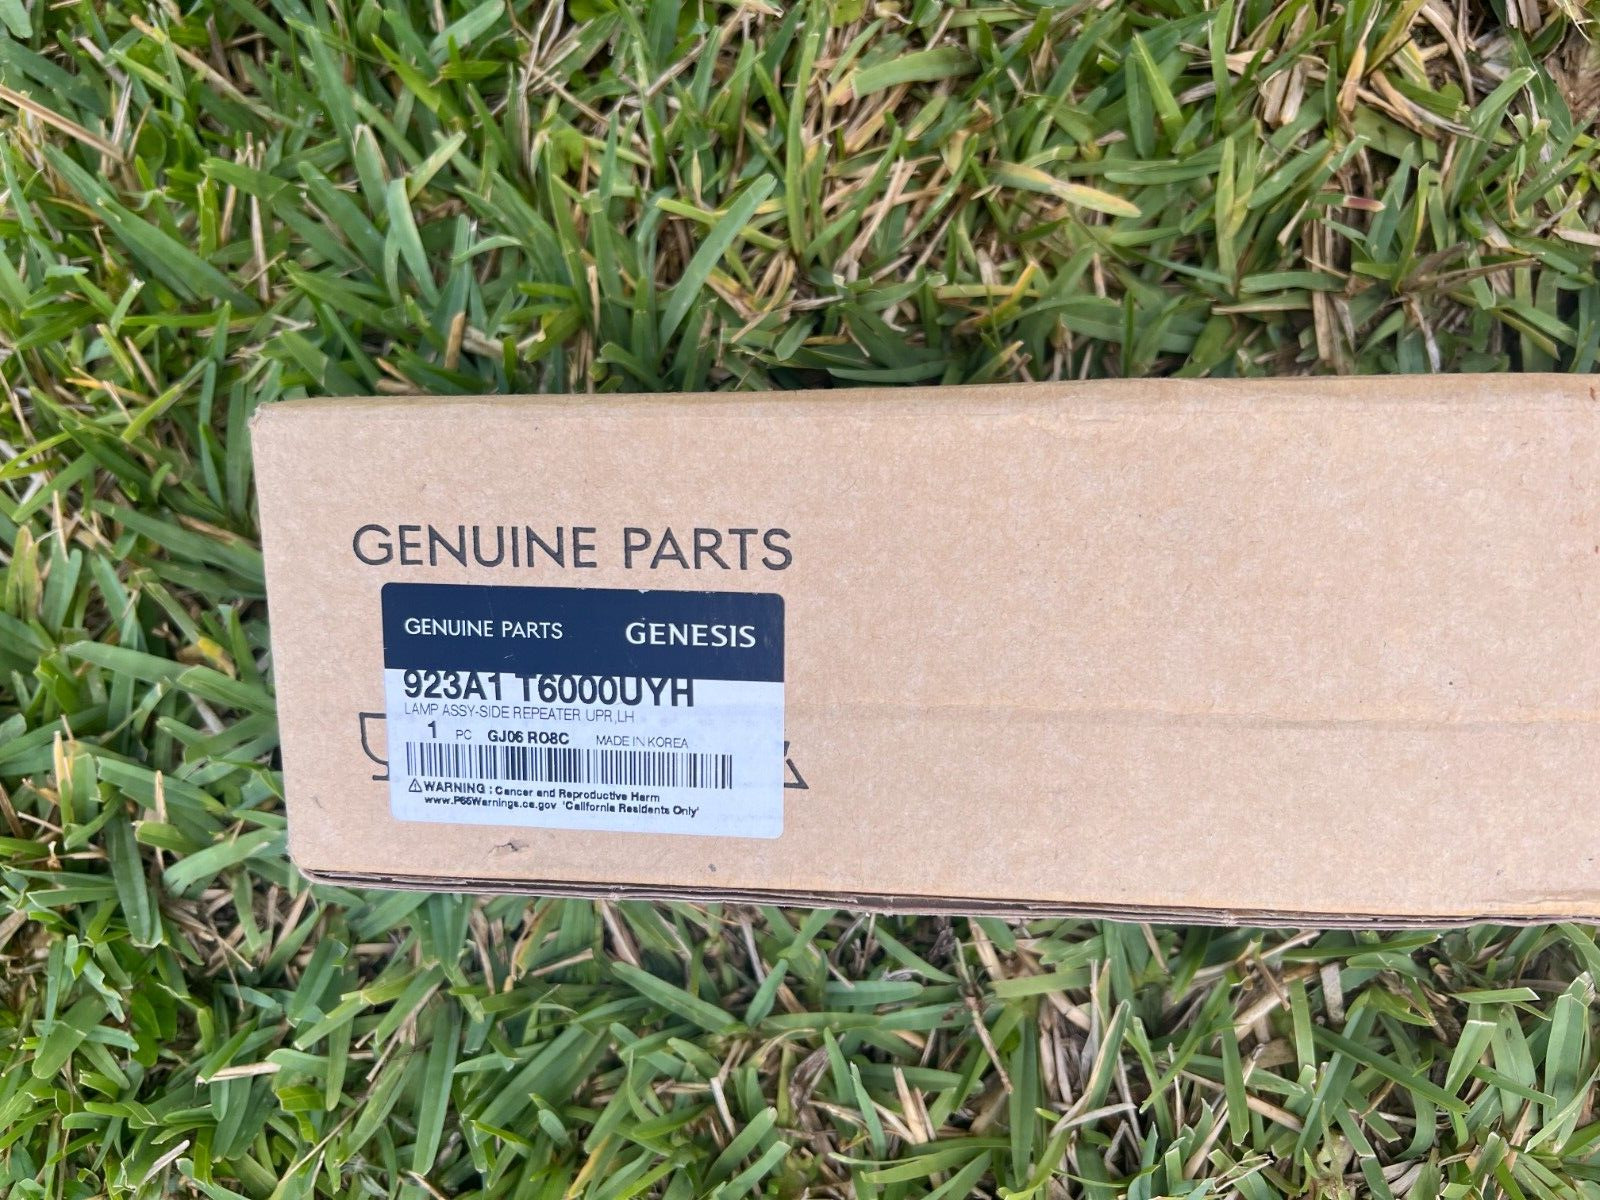 GENUINE PARTS
GENUINE PARTS GENESIS
923A1 T6000UYH
LAMP ASSY-SIDE REPEATER UPR,LH
1 PC GJ06 RO8C MADE IN KOREA
⚠WARNING : Cancer and Reproductive Harm
www.P65Warnings.ca.gov 'California Residents Only'